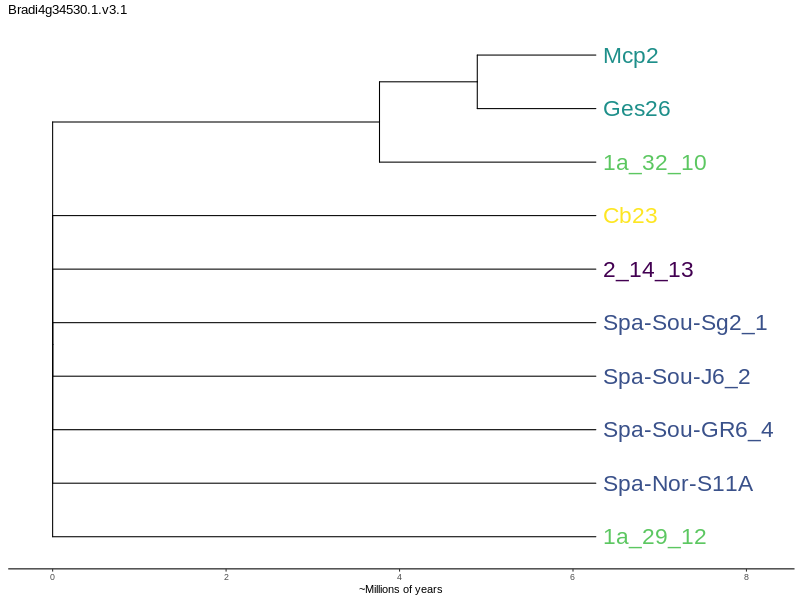 Bradi4g34530.1.v3.1
Mcp2
Ges26
1a_32_10
Cb23
2_14_13
Spa-Sou-Sg2_1
Spa-Sou-J6_2
Spa-Sou-GR6_4
Spa-Nor-S11A
1a_29_12
0 2 4 6 8
~Millions of years